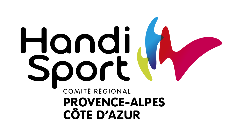 Handi
Sport
COMITÉ RÉGIONAL
PROVENCE-ALPES
CÔTE D'AZUR